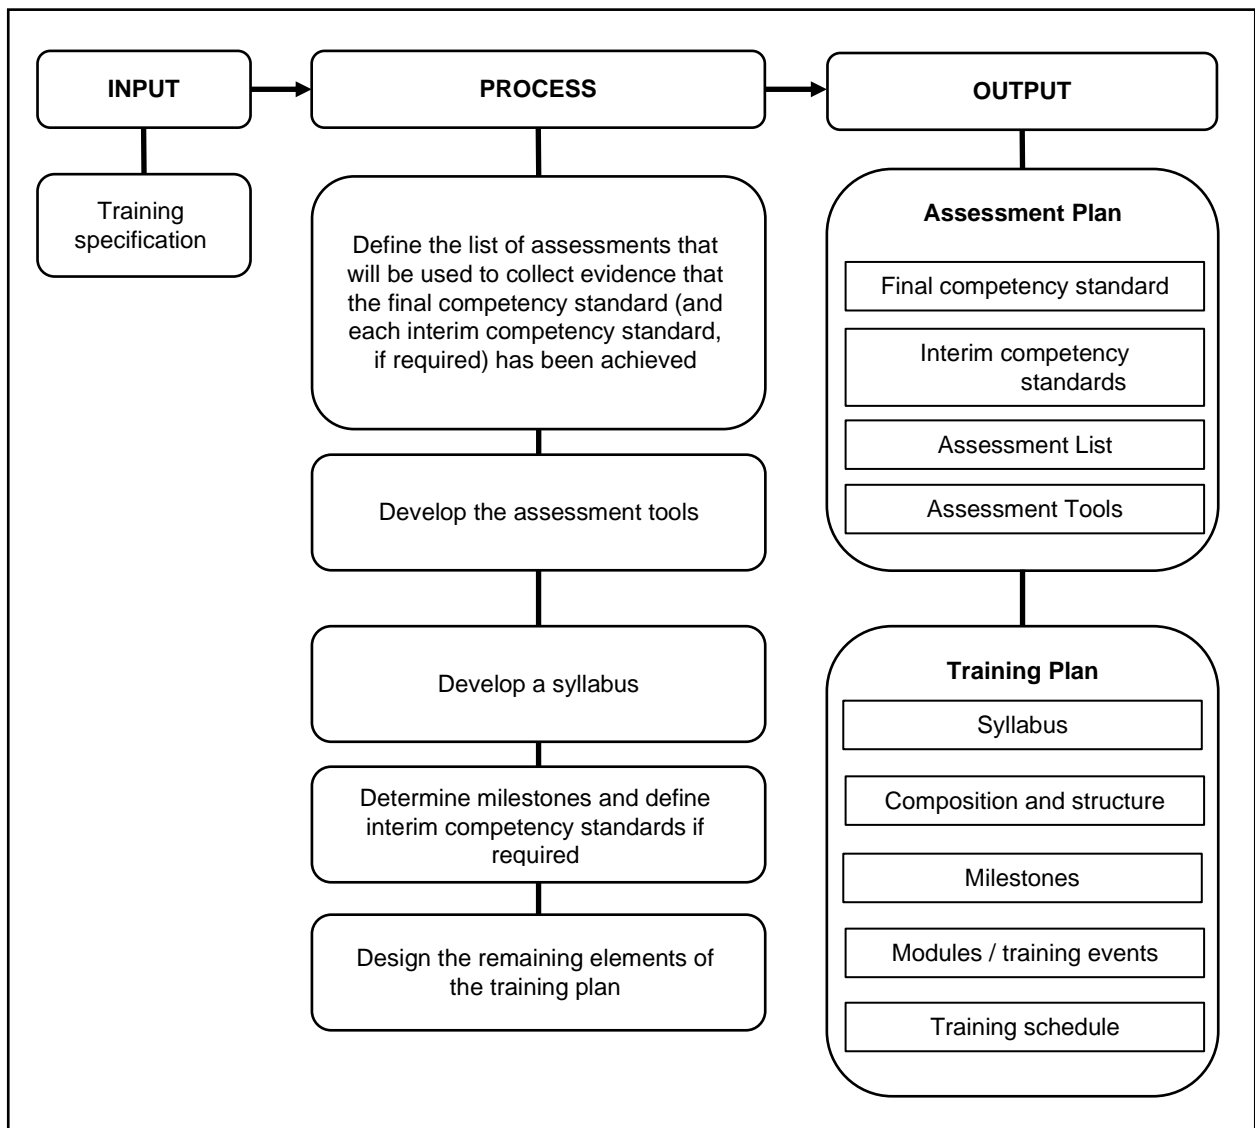 INPUT
PROCESS
OUTPUT
Training
specification
Define the list of assessments that
will be used to collect evidence that
the final competency standard (and
each interim competency standard,
if required) has been achieved
Develop the assessment tools
Develop a syllabus
Determine milestones and define
interim competency standards if
required
Design the remaining elements of
the training plan
Assessment Plan
Final competency standard
Interim competency
standards
Assessment List
Assessment Tools
Training Plan
Syllabus
Composition and structure
Milestones
Modules / training events
Training schedule